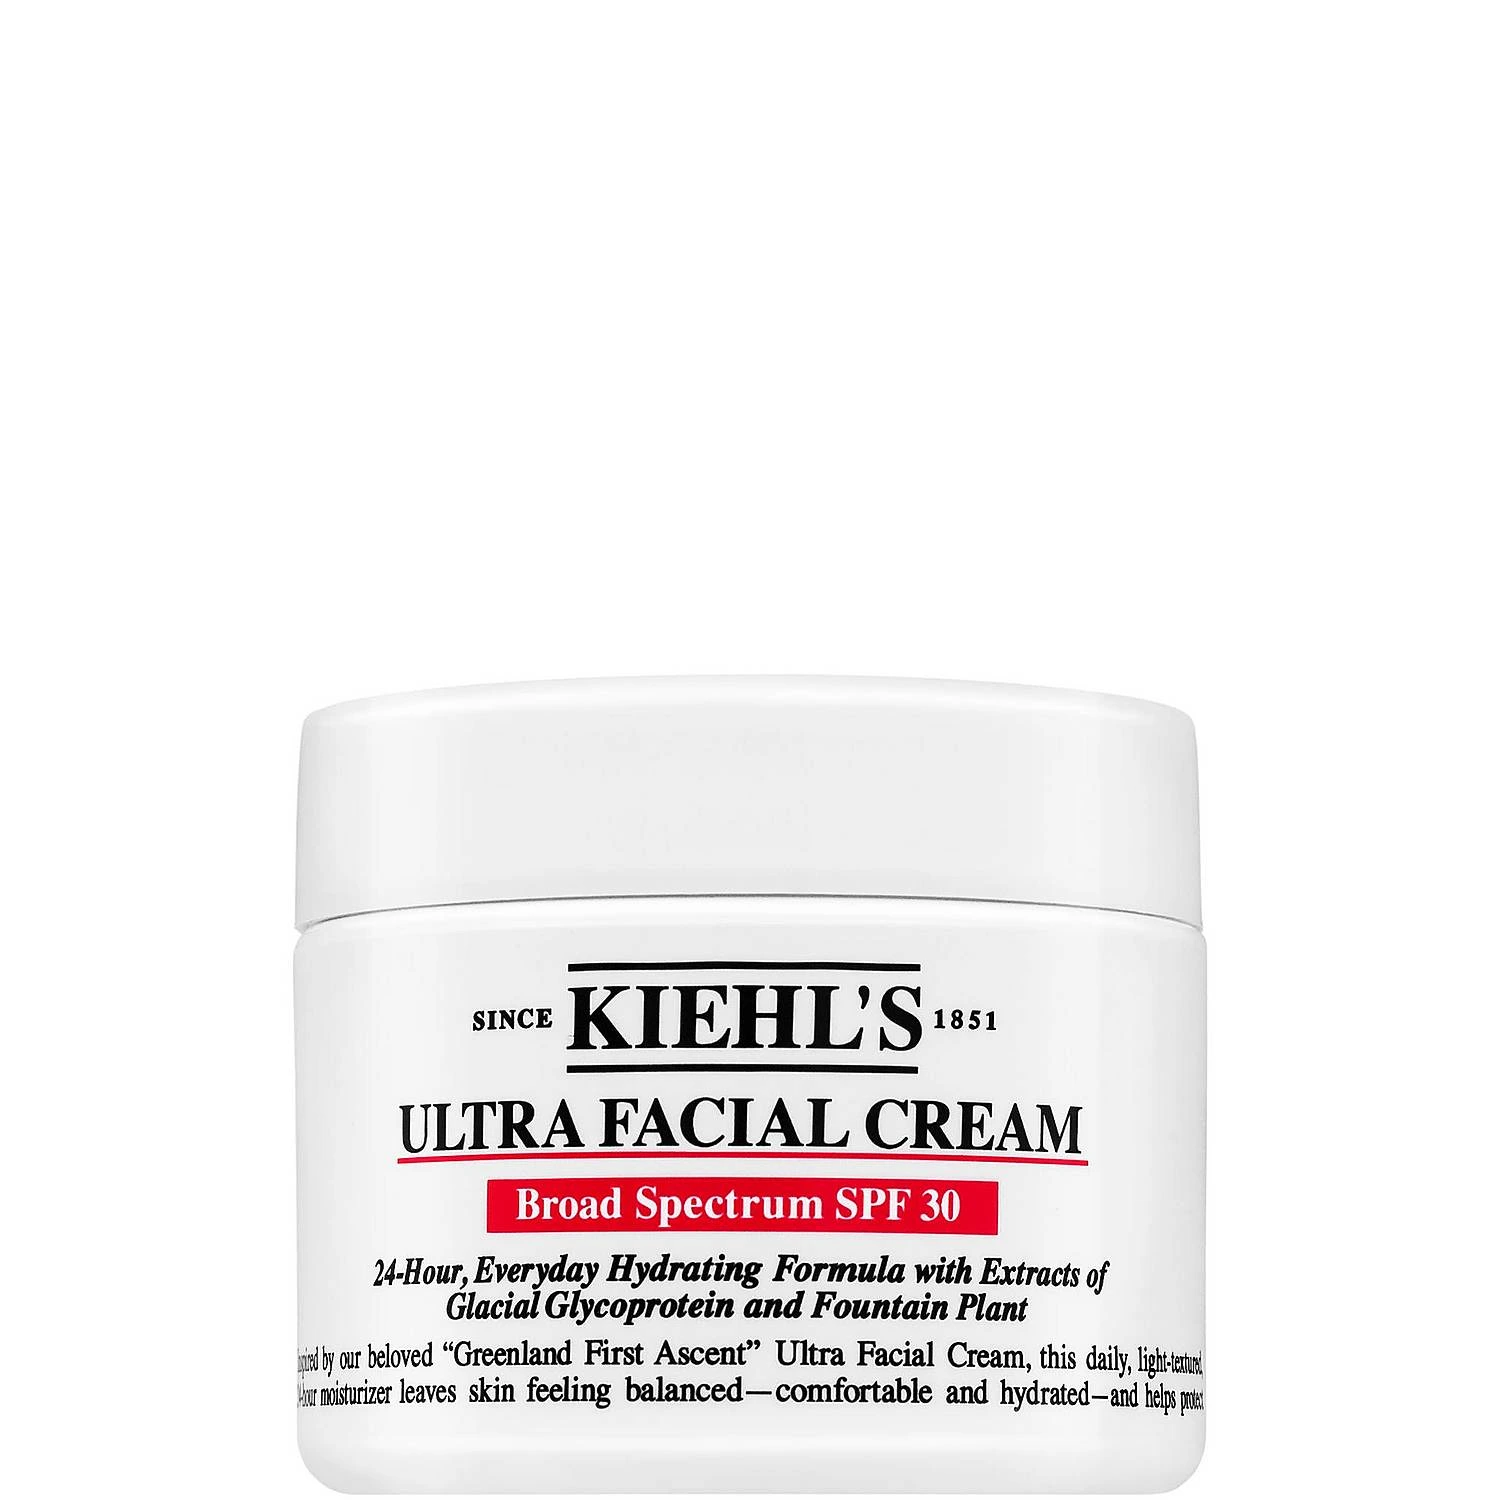 SINCE KIEHL'S 1851
ULTRA FACIAL CREAM
Broad Spectrum SPF 30
24-Hour, Everyday Hydrating Formula with Extracts of
Glacial Glycoprotein and Fountain Plant
by our beloved “Greenland First Ascent” Ultra Facial Cream, this daily, light-textured,
moisturizer leaves skin feeling balanced—comfortable and hydrated—and helps protect